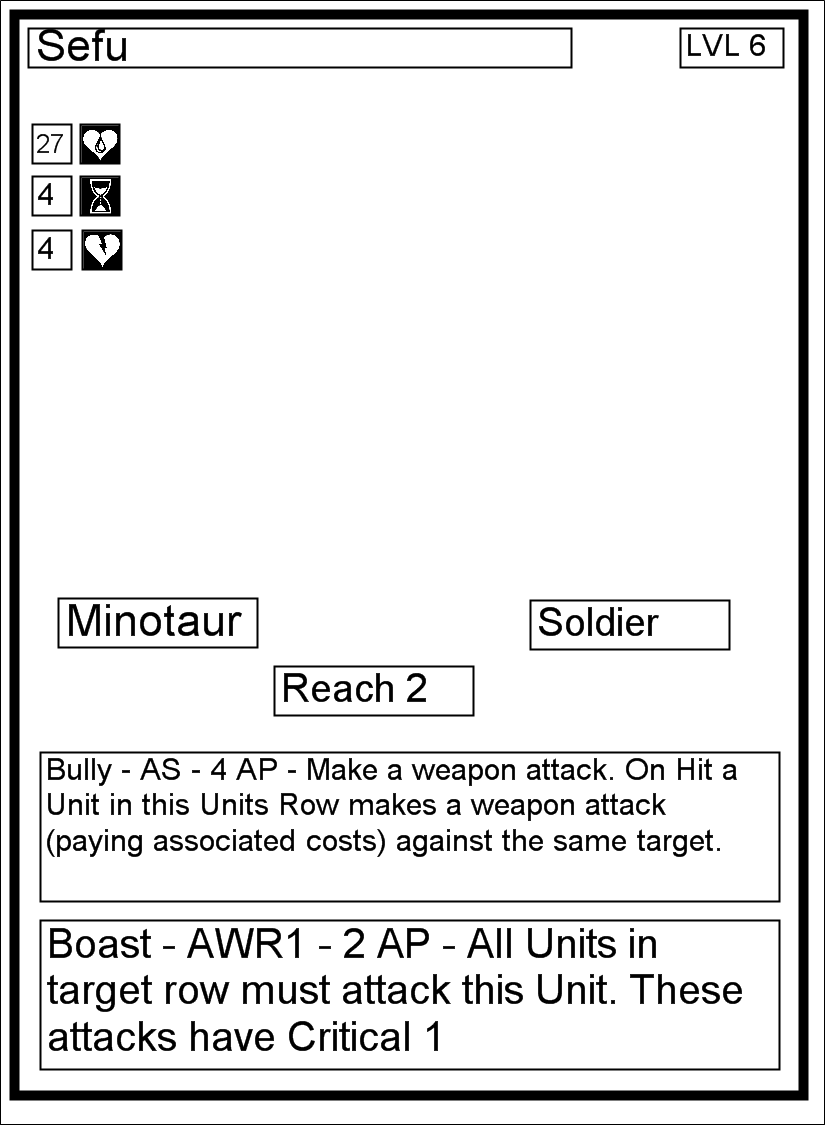 Sefu
LVL 6
27
4
4
Minotaur
Soldier
Reach 2
Bully - AS - 4 AP - Make a weapon attack. On Hit a
Unit in this Units Row makes a weapon attack
(paying associated costs) against the same target.
Boast - AWR1 - 2 AP - All Units in
target row must attack this Unit. These
attacks have Critical 1